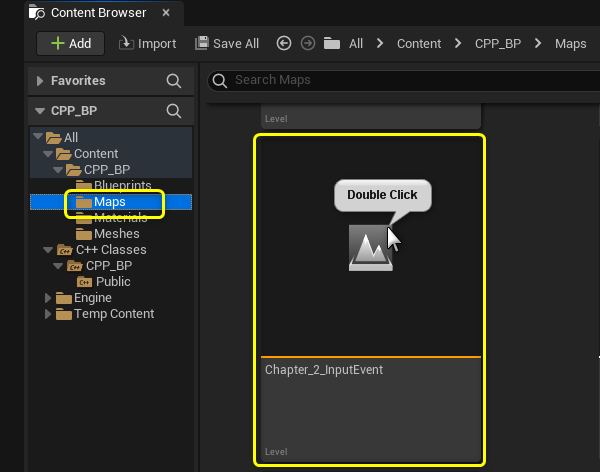 Content Browser
Add
Import
Save All
All
Content
CPP_BP
Maps
Favorites
Search Maps
CPP_BP
Level
All
Content
CPP_BP
Blueprints
Maps
Materials
Meshes
C++ Classes
C++
CPP_BP
C++
Public
Engine
Temp Content
Double Click
Chapter_2_InputEvent
Level